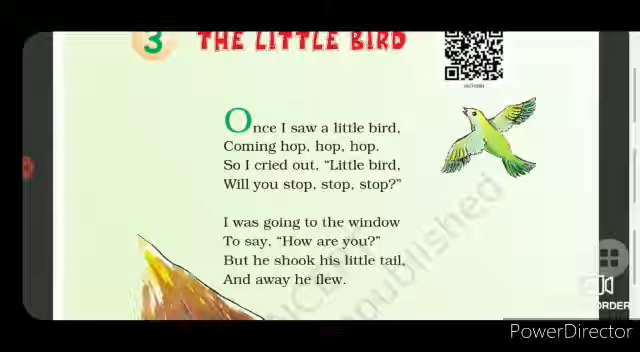 3 THE LITTLE BIRD
Once I saw a little bird,
Coming hop, hop, hop.
So I cried out, “Little bird,
Will you stop, stop, stop?”
I was going to the window
To say, “How are you?”
But he shook his little tail,
And away he flew.
published
ORDER
PowerDirector